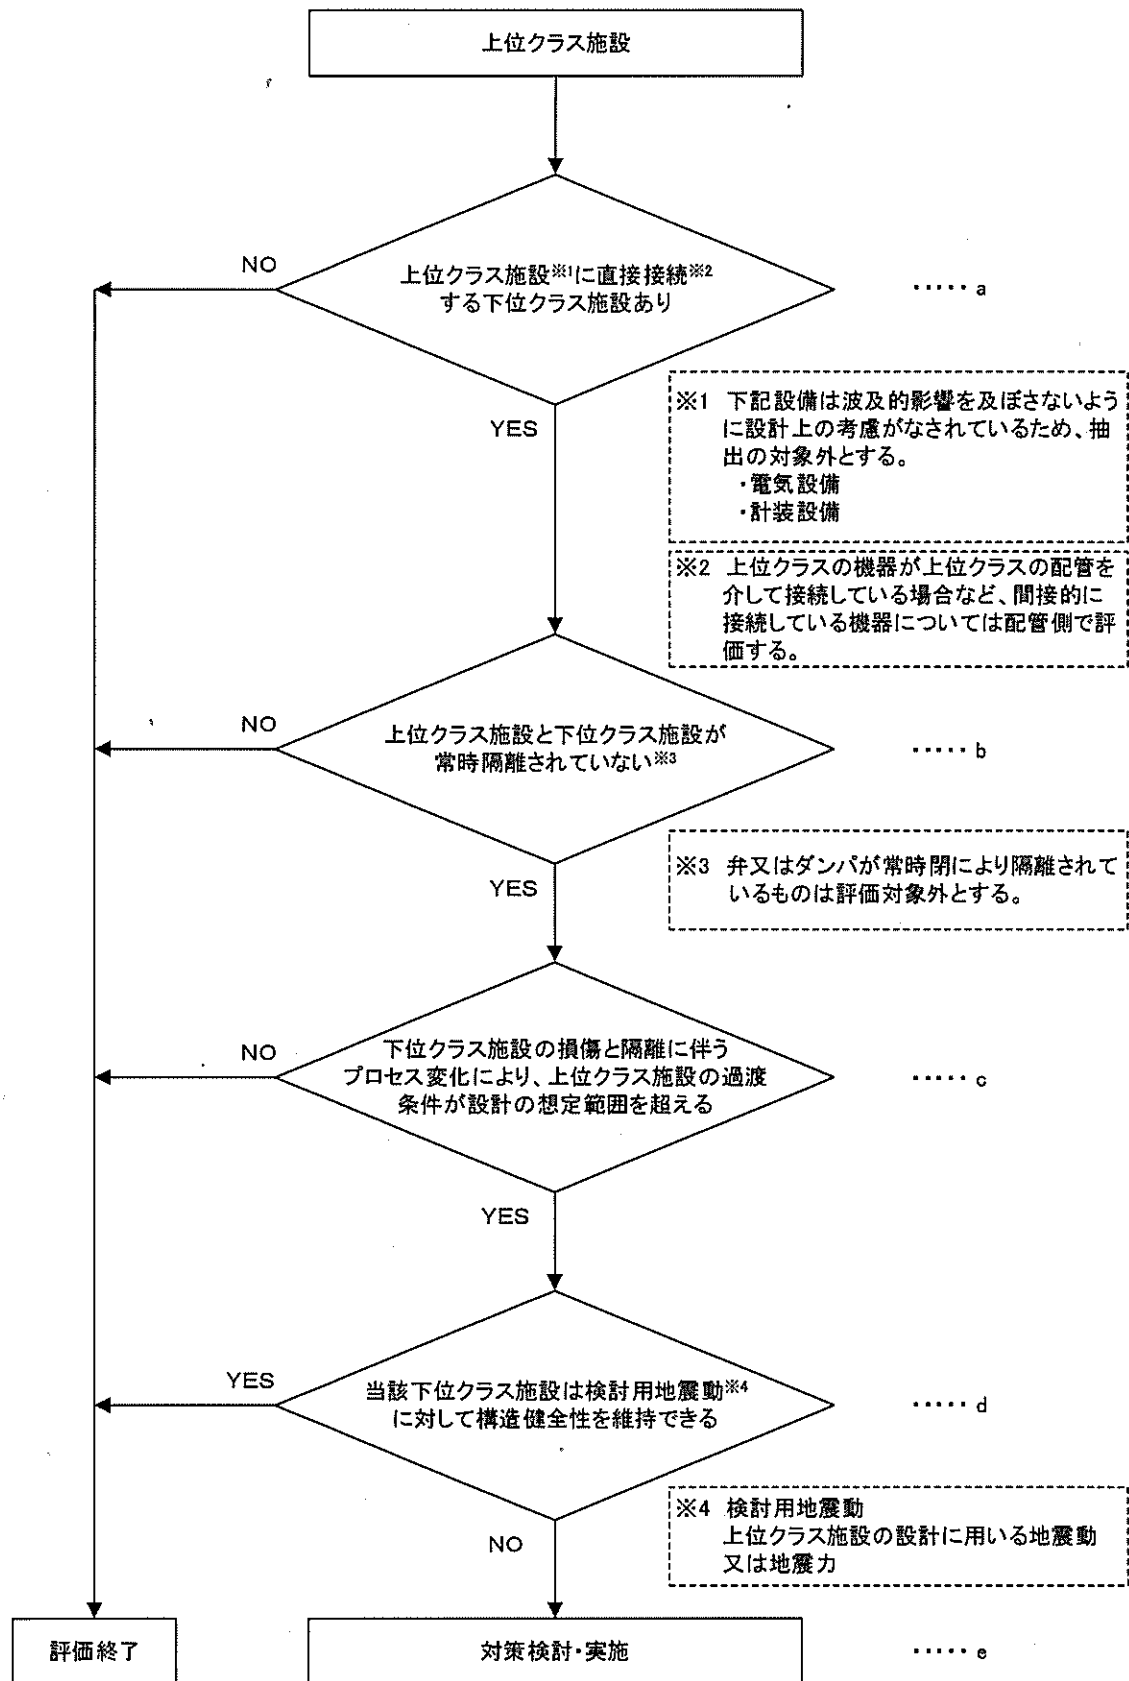 上位クラス施設
NO
上位クラス施設※1に直接接続※2
する下位クラス施設あり
‥‥‥a
YES
※1 下記設備は波及的影響を及ぼさないよう
に設計上の考慮がなされているため、抽
出の対象外とする。
・電気設備
・計装設備
※2 上位クラスの機器が上位クラスの配管を
介して接続している場合など、間接的に
接続している機器については配管側で評
価する。
NO
上位クラス施設と下位クラス施設が
常時隔離されていない※3
‥‥‥b
YES
※3 弁又はダンパが常時閉により隔離されて
いるものは評価対象外とする。
NO
下位クラス施設の損傷と隔離に伴う
プロセス変化により、上位クラス施設の過渡
条件が設計の想定範囲を超える
‥‥‥c
YES
YES
当該下位クラス施設は検討用地震動※4
に対して構造健全性を維持できる
‥‥‥d
NO
※4 検討用地震動
上位クラス施設の設計に用いる地震動
又は地震力
評価終了
対策検討・実施
‥‥‥e